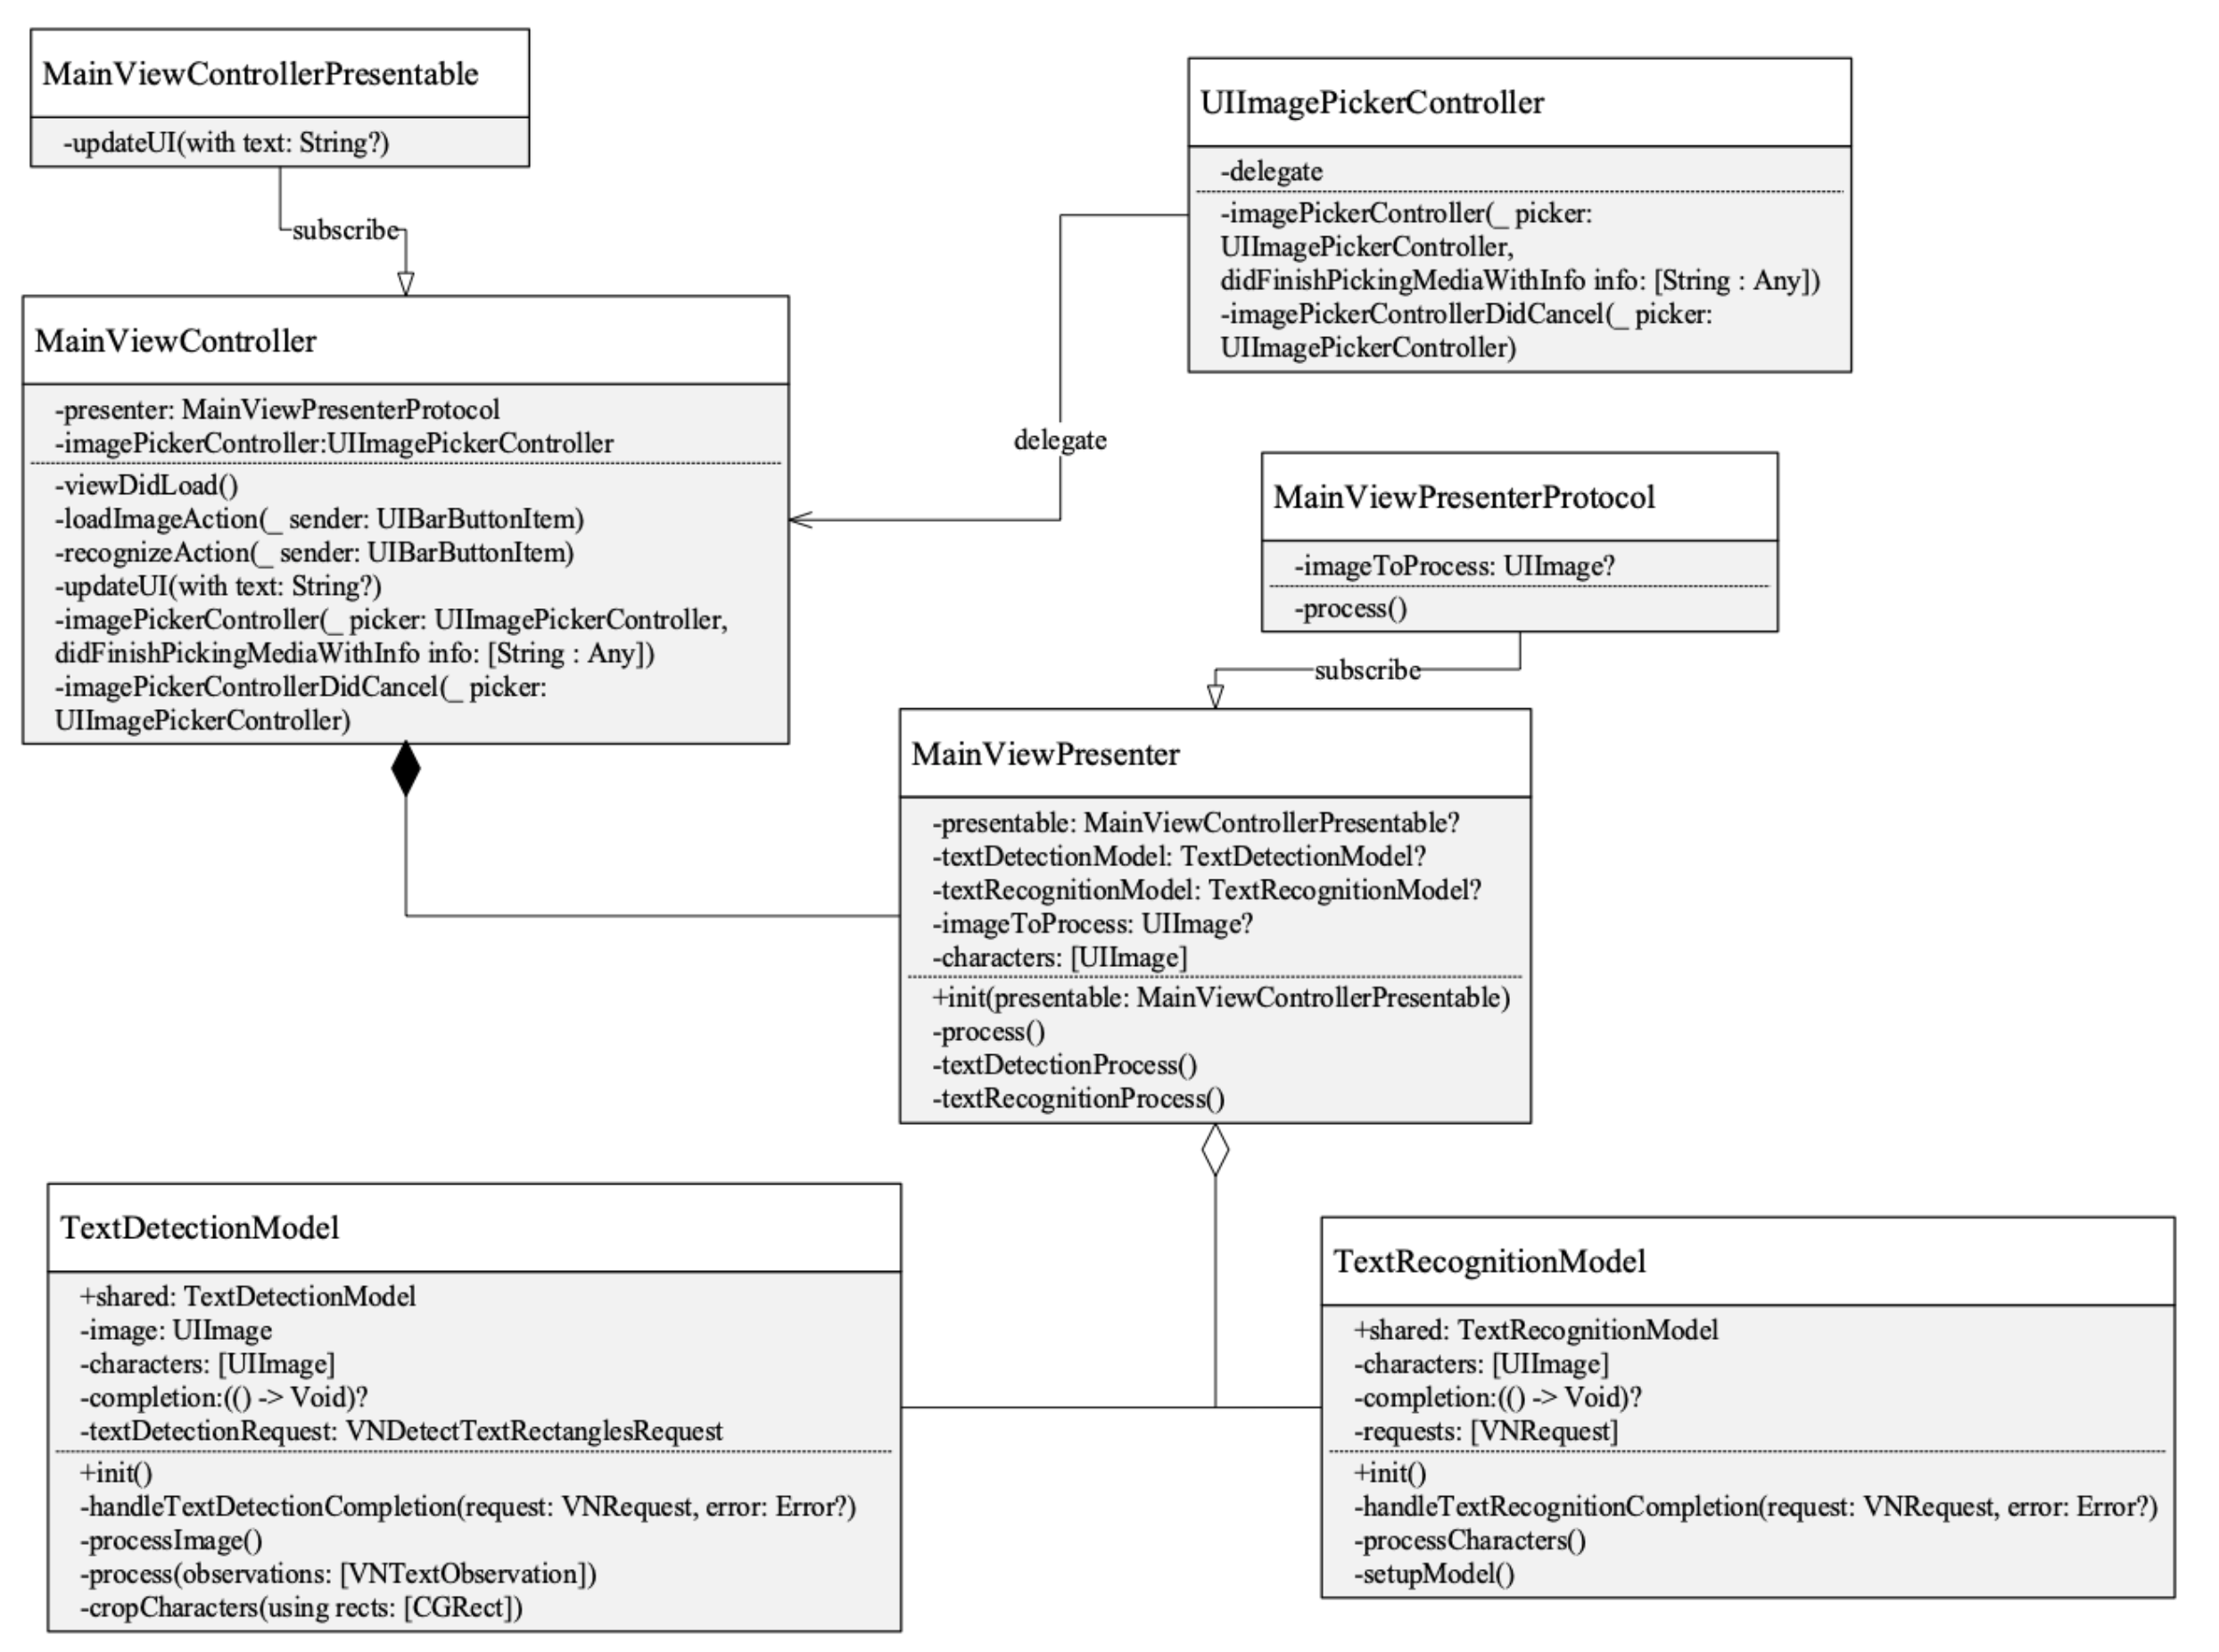 MainViewControllerPresentable
-updateUI(with text: String?)
subscribe
MainViewController
-presenter: MainViewPresenterProtocol
-imagePickerController:UIImagePickerController
-viewDidLoad()
-loadImageAction(_ sender: UIBarButtonItem)
-recognizeAction(_ sender: UIBarButtonItem)
-updateUI(with text: String?)
-imagePickerController(_ picker: UIImagePickerController,
didFinishPickingMediaWithInfo info: [String : Any])
-imagePickerControllerDidCancel(_ picker:
UIImagePickerController)
UIImagePickerController
-delegate
-imagePickerController(_ picker:
UIImagePickerController,
didFinishPickingMediaWithInfo info: [String : Any])
-imagePickerControllerDidCancel(_ picker:
UIImagePickerController)
delegate
MainViewPresenterProtocol
-imageToProcess: UIImage?
-process()
subscribe
MainViewPresenter
-presentable: MainViewControllerPresentable?
-textDetectionModel: TextDetectionModel?
-textRecognitionModel: TextRecognitionModel?
-imageToProcess: UIImage?
-characters: [UIImage]
+init(presentable: MainViewControllerPresentable)
-process()
-textDetectionProcess()
-textRecognitionProcess()
TextDetectionModel
+shared: TextDetectionModel
-image: UIImage
-characters: [UIImage]
-completion:(() -> Void)?
-textDetectionRequest: VNDetectTextRectanglesRequest
+init()
-handleTextDetectionCompletion(request: VNRequest, error: Error?)
-processImage()
-process(observations: [VNTextObservation])
-cropCharacters(using rects: [CGRect])
TextRecognitionModel
+shared: TextRecognitionModel
-characters: [UIImage]
-completion:(() -> Void)?
-requests: [VNRequest]
+init()
-handleTextRecognitionCompletion(request: VNRequest, error: Error?)
-processCharacters()
-setupModel()